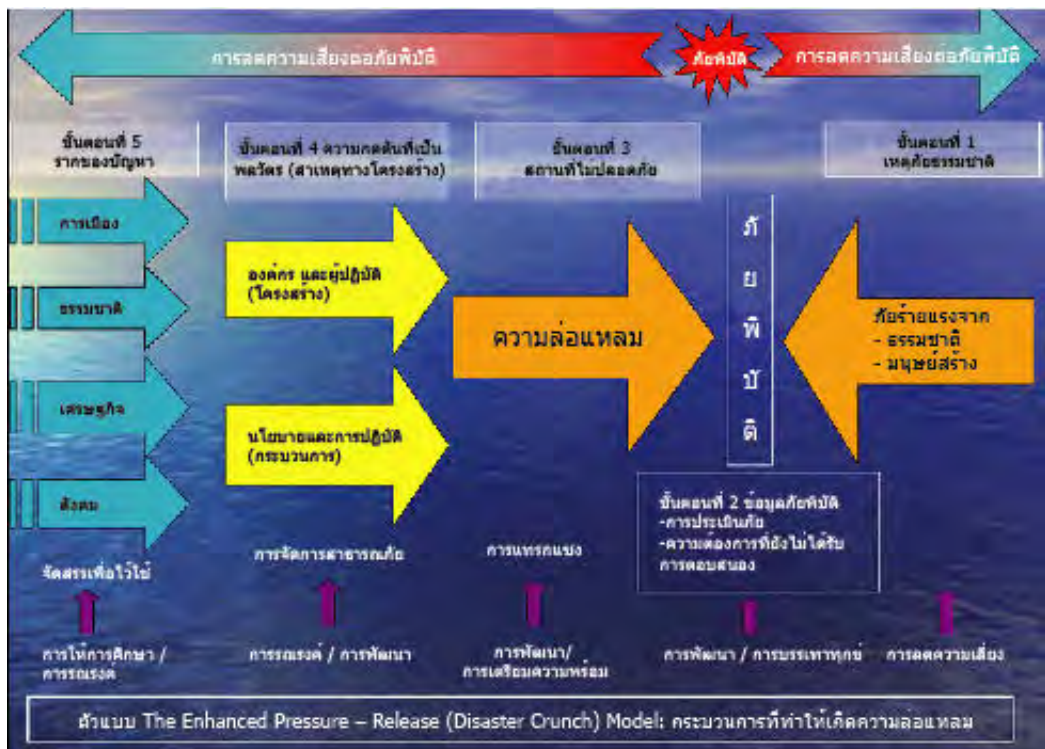 การลดความเสี่ยงต่อภัยพิบัติ
ภัยพิบัติ
การลดความเสี่ยงต่อภัยพิบัติ
ขั้นตอนที่ 5
รากของปัญหา
ขั้นตอนที่ 4 ความกดดันที่เป็น
พลวัตร (สาเหตุทางโครงสร้าง)
ขั้นตอนที่ 3
สถานที่ไม่ปลอดภัย
ขั้นตอนที่ 1
เหตุภัยธรรมชาติ
การเมือง
ธรรมชาติ
เศรษฐกิจ
สังคม
องค์กร และผู้ปฏิบัติ
(โครงสร้าง)
นโยบายและการปฏิบัติ
(กระบวนการ)
ความล่อแหลม
ภั
ย
พิ
บั
ติ
ภัยร้ายแรงจาก
- ธรรมชาติ
- มนุษย์สร้าง
ขั้นตอนที่ 2 ข้อมูลภัยพิบัติ
-การประเมินภัย
-ความต้องการที่ยังไม่ได้รับ
การตอบสนอง
จัดสรรเพื่อไว้ใช้
การจัดการสาธารณภัย
การแทรกแซง
การให้การศึกษา /
การรณรงค์
การรณรงค์ / การพัฒนา
การพัฒนา/
การเตรียมความพร้อม
การพัฒนา / การบรรเทาทุกข์
การลดความเสี่ยง
ตัวแบบ The Enhanced Pressure – Release (Disaster Crunch) Model: กระบวนการที่ทำให้เกิดความล่อแหลม